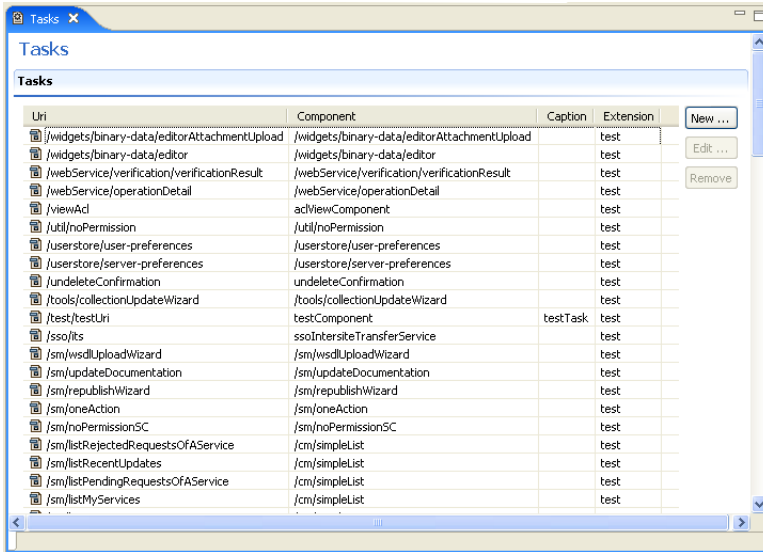 Tasks
Tasks
Tasks
Uri Component Caption Extension
New ...
Edit ...
Remove
/widgets/binary-data/editorAttachmentUpload /widgets/binary-data/editorAttachmentUpload test
/widgets/binary-data/editor /widgets/binary-data/editor test
/webService/verification/verificationResult /webService/verification/verificationResult test
/webService/operationDetail /webService/operationDetail test
/viewAcl aclViewComponent test
/util/noPermission /util/noPermission test
/userstore/user-preferences /userstore/user-preferences test
/userstore/server-preferences /userstore/server-preferences test
/undeleteConfirmation undeleteConfirmation test
/tools/collectionUpdateWizard /tools/collectionUpdateWizard test
/test/testUri testComponent testTask test
/sso/its ssoIntersiteTransferService test
/sm/wsdlUploadWizard /sm/wsdlUploadWizard test
/sm/updateDocumentation /sm/updateDocumentation test
/sm/republishWizard /sm/republishWizard test
/sm/oneAction /sm/oneAction test
/sm/noPermissionSC /sm/noPermissionSC test
/sm/listRejectedRequestsOfAService /cm/simpleList test
/sm/listRecentUpdates /cm/simpleList test
/sm/listPendingRequestsOfAService /cm/simpleList test
/sm/listMyServices /cm/simpleList test